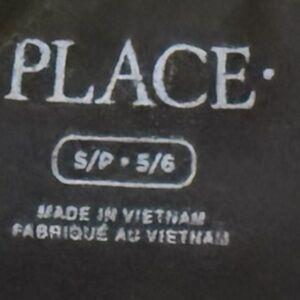 PLACE·
S/P • 5/6
MADE IN VIETNAM
FABRIQUÉ AU VIETNAM